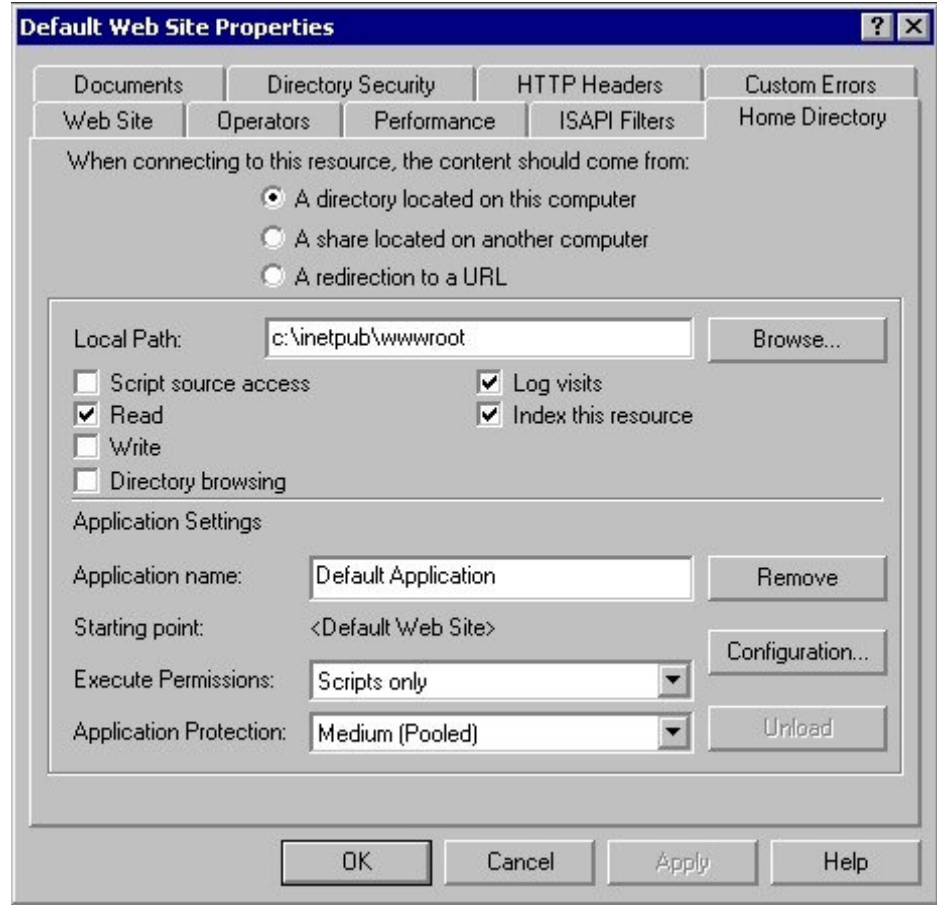 Default Web Site Properties
Documents Directory Security HTTP Headers Custom Errors
Web Site Operators Performance ISAPI Filters Home Directory
When connecting to this resource, the content should come from:
A directory located on this computer
A share located on another computer
A redirection to a URL
Local Path: c:\inetpub\wwwroot Browse...
Script source access Log visits
Read Index this resource
Write
Directory browsing
Application Settings
Application name: Default Application Remove
Starting point: <Default Web Site>
Configuration...
Execute Permissions: Scripts only
Application Protection: Medium (Pooled) Unload
OK Cancel Apply Help